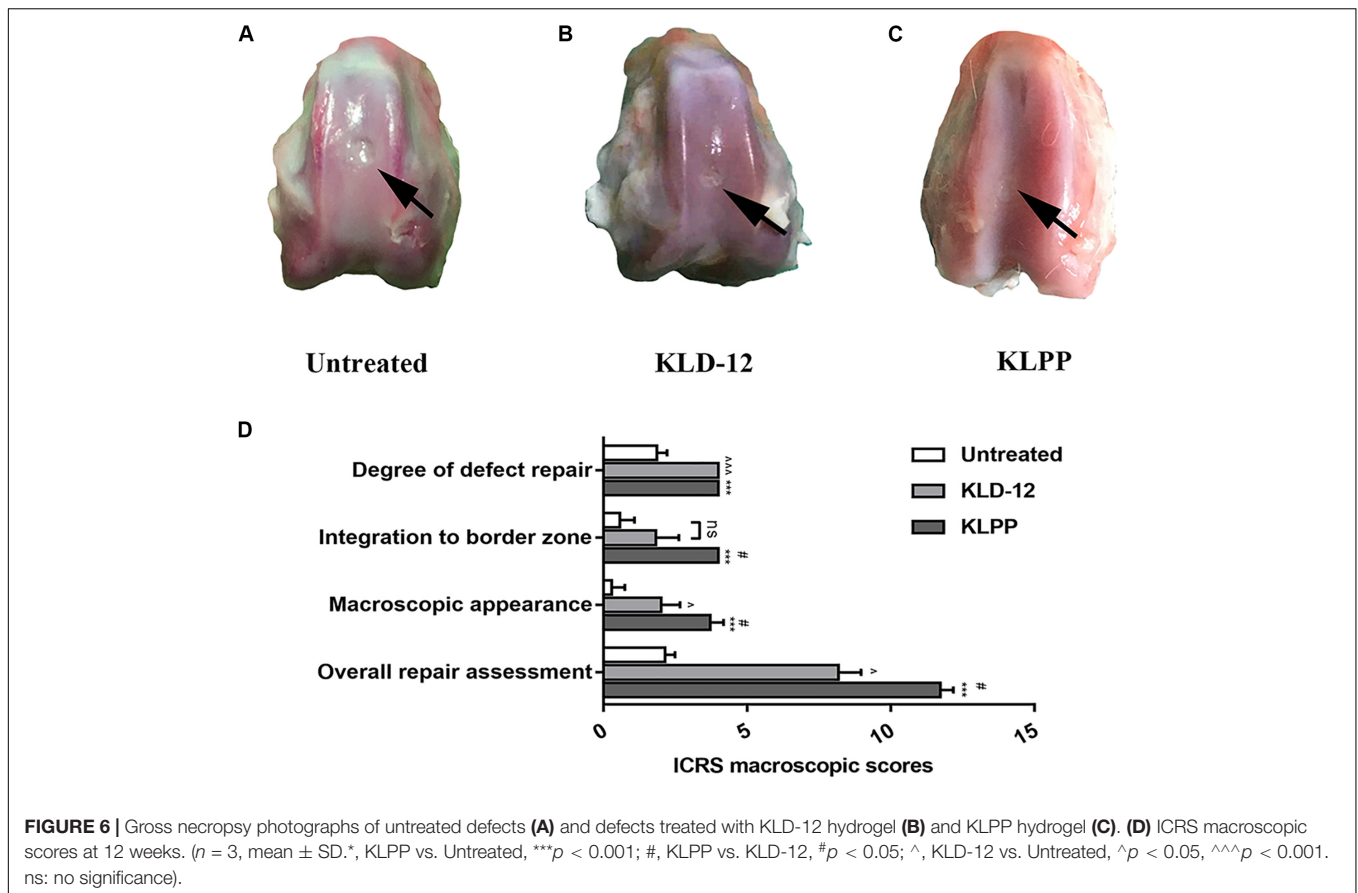 A
B
C
Untreated
KLD-12
KLPP
D
Degree of defect repair
Integration to border zone
Macroscopic appearance
Overall repair assessment
^^^
***
ns
***
#
^
***
#
^
***
#
Untreated
KLD-12
KLPP
0
5
10
15
ICRS macroscopic scores
FIGURE 6 | Gross necropsy photographs of untreated defects (A) and defects treated with KLD-12 hydrogel (B) and KLPP hydrogel (C). (D) ICRS macroscopic
scores at 12 weeks. (n = 3, mean ± SD.*, KLPP vs. Untreated, ***p < 0.001; #, KLPP vs. KLD-12, #p < 0.05; ^, KLD-12 vs. Untreated, ^p < 0.05, ^^^p < 0.001.
ns: no significance).